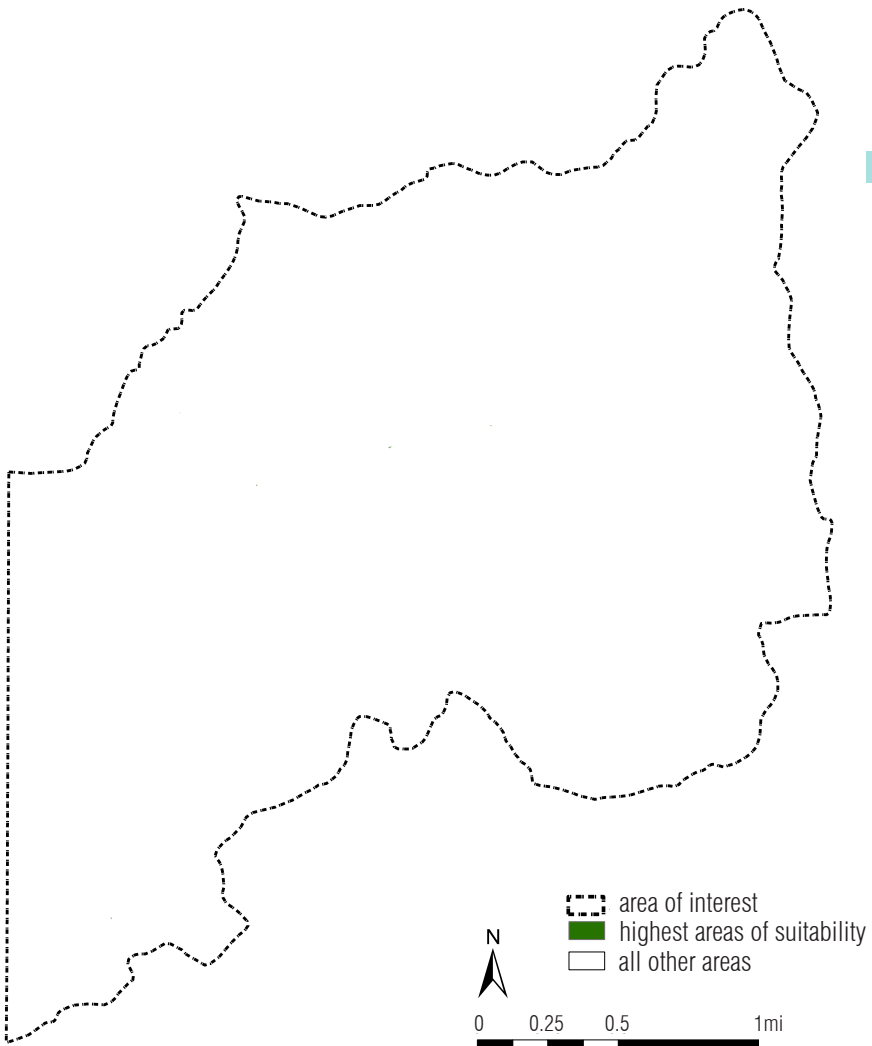 area of interest
highest areas of suitability
all other areas
N
0 0.25 0.5 1mi